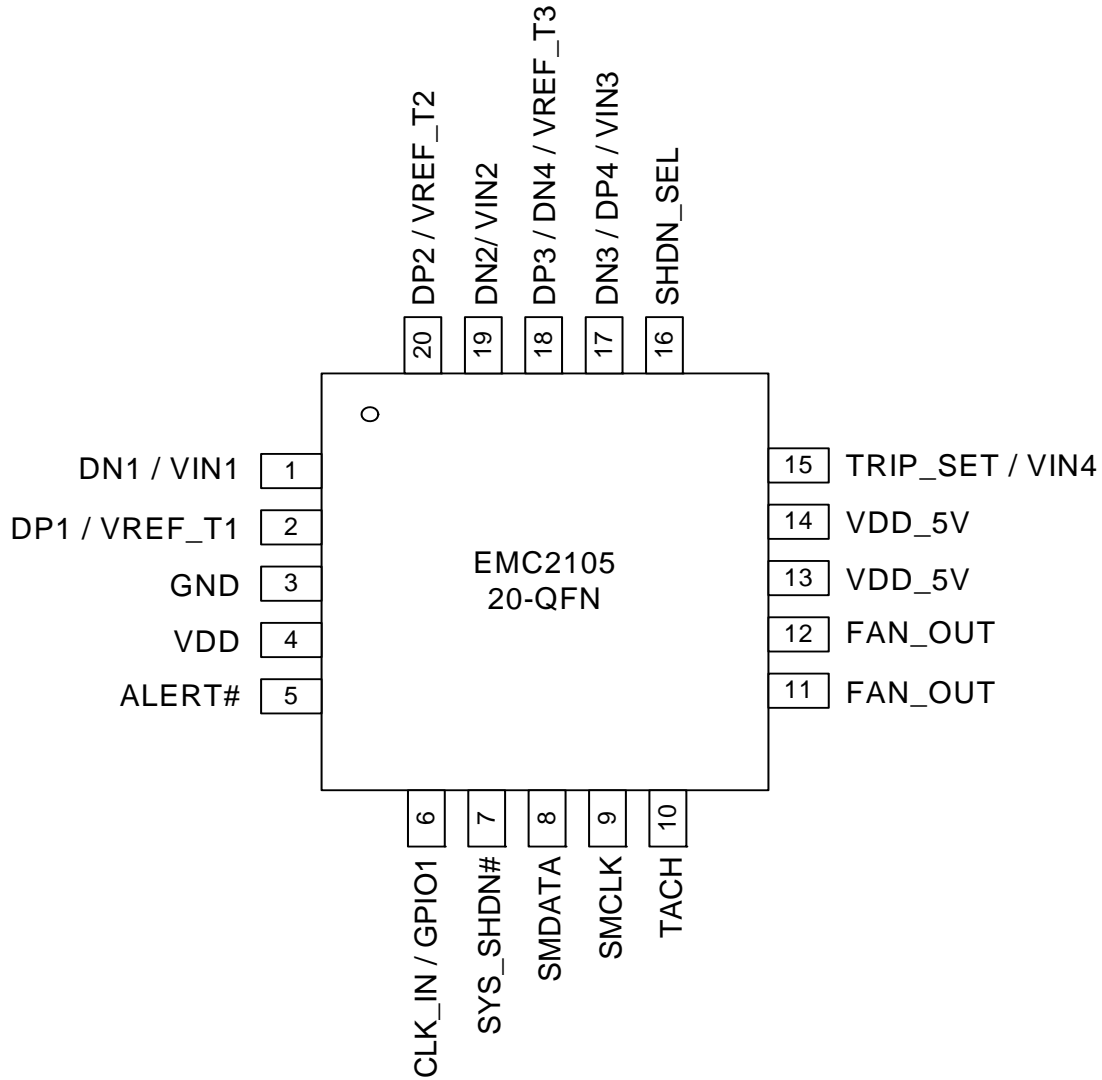 DP2 / VREF_T2
DN2/ VIN2
DP3 / DN4 / VREF_T3
DN3 / DP4 / VIN3
SHDN_SEL
20
19
18
17
16
DN1 / VIN1
1
DP1 / VREF_T1
2
GND
3
VDD
4
ALERT#
5
EMC2105
20-QFN
15
TRIP_SET / VIN4
14
VDD_5V
13
VDD_5V
12
FAN_OUT
11
FAN_OUT
6
7
8
9
10
CLK_IN / GPIO1
SYS_SHDN#
SMDATA
SMCLK
TACH